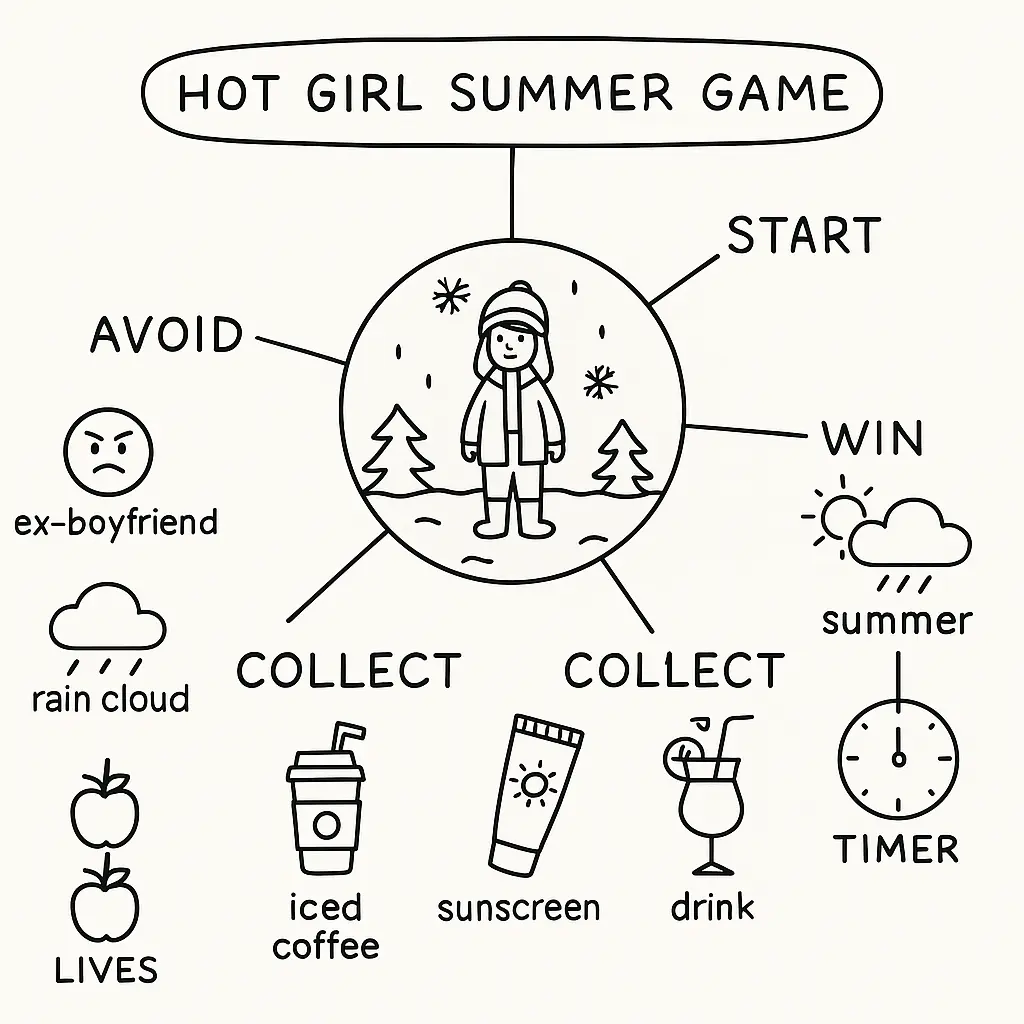 HOT GIRL SUMMER GAME
START
AVOID
WIN
ex-boyfriend
summer
rain cloud
COLLECT
COLLECT
TIMER
iced
coffee
sunscreen
drink
LIVES